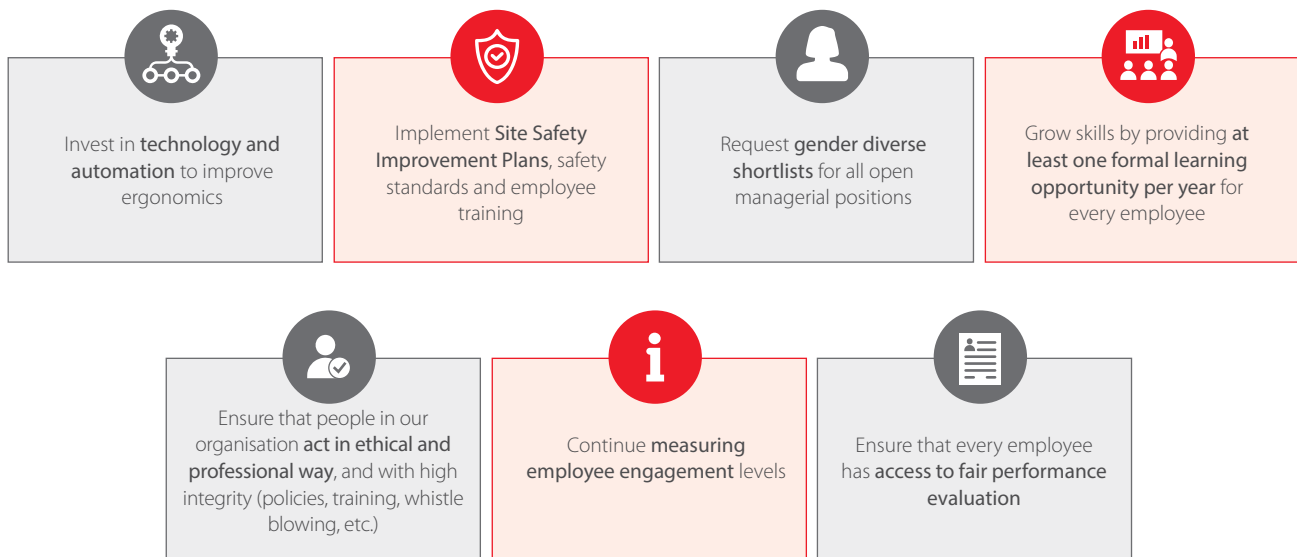 Invest in technology and
automation to improve
ergonomics
Implement Site Safety
Improvement Plans, safety
standards and employee
training
Request gender diverse
shortlists for all open
managerial positions
Grow skills by providing at
least one formal learning
opportunity per year for
every employee
Ensure that people in our
organisation act in ethical and
professional way, and with high
integrity (policies, training, whistle
blowing, etc.)
Continue measuring
employee engagement levels
Ensure that every employee
has access to fair performance
evaluation